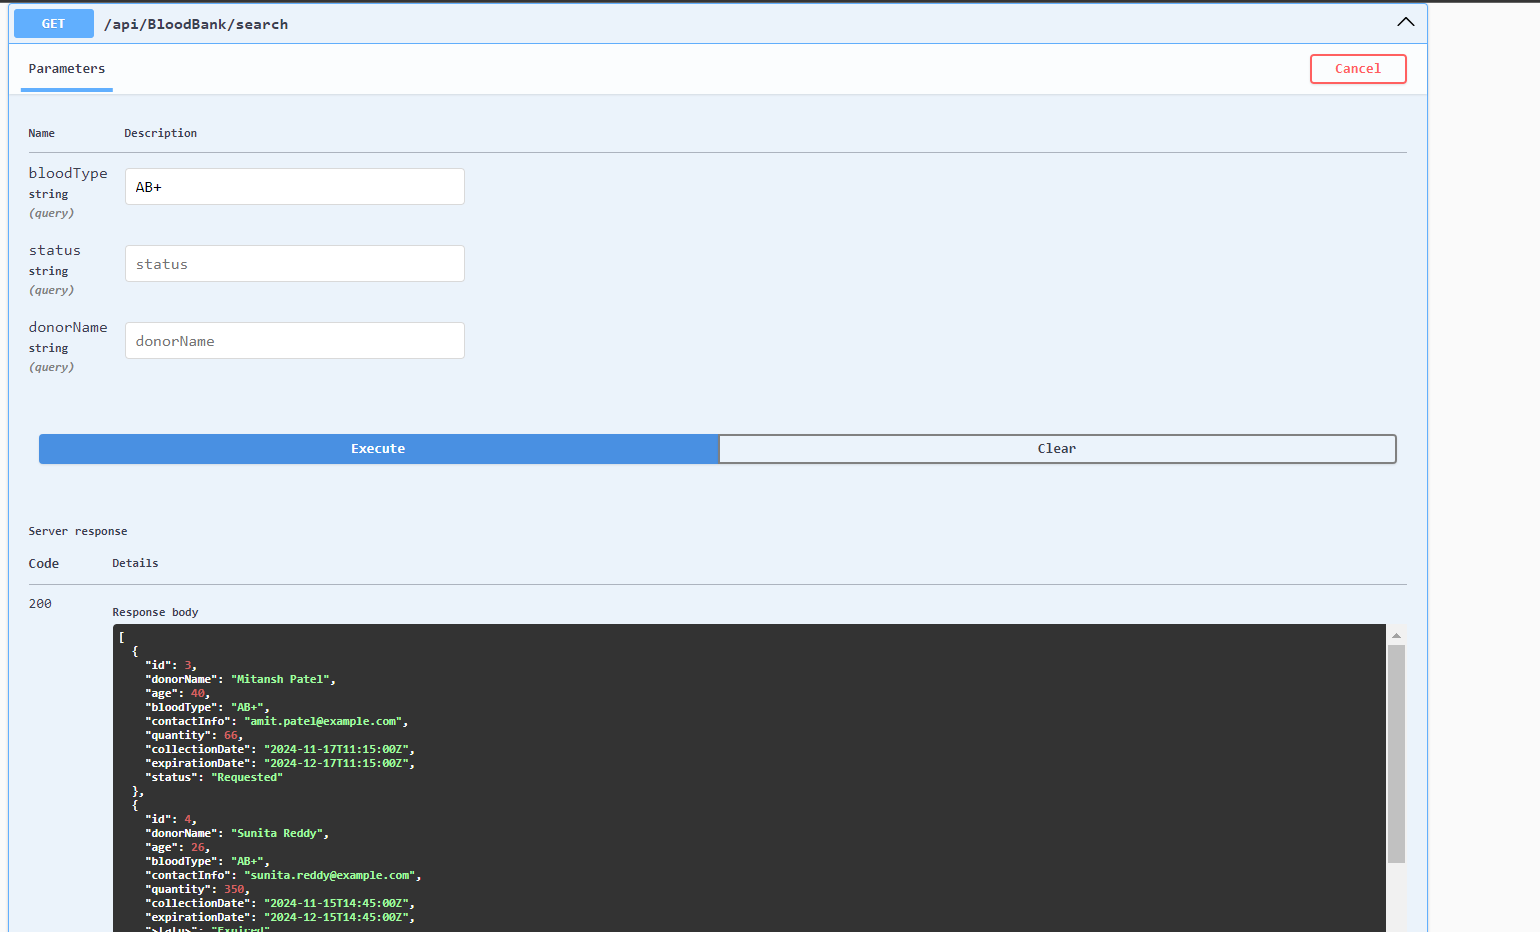 GET /api/BloodBank/search
Parameters
Cancel
Name Description
bloodType AB+
string
(query)
status status
string
(query)
donorName donorName
string
(query)
Execute Clear
Server response
Code Details
200
Response body
[
  {
    "id": 3,
    "donorName": "Mitansh Patel",
    "age": 40,
    "bloodType": "AB+",
    "contactInfo": "amit.patel@example.com",
    "quantity": 66,
    "collectionDate": "2024-11-17T11:15:00Z",
    "expirationDate": "2024-12-17T11:15:00Z",
    "status": "Requested"
  },
  {
    "id": 4,
    "donorName": "Sunita Reddy",
    "age": 26,
    "bloodType": "AB+",
    "contactInfo": "sunita.reddy@example.com",
    "quantity": 350,
    "collectionDate": "2024-11-15T14:45:00Z",
    "expirationDate": "2024-12-15T14:45:00Z",
    "status": "Expired"